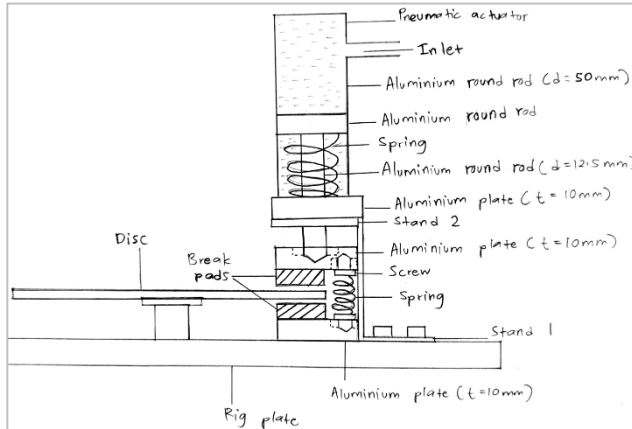 Pneumatic actuator
Inlet
Aluminium round rod (d=50mm)
Aluminium round rod
Spring
Aluminium round rod (d=12.5mm)
Aluminium plate (t=10mm)
Stand 2
Disc
Aluminium plate (t=10mm)
Break
pads
Screw
Spring
Stand 1
Aluminium plate (t=10mm)
Rig plate